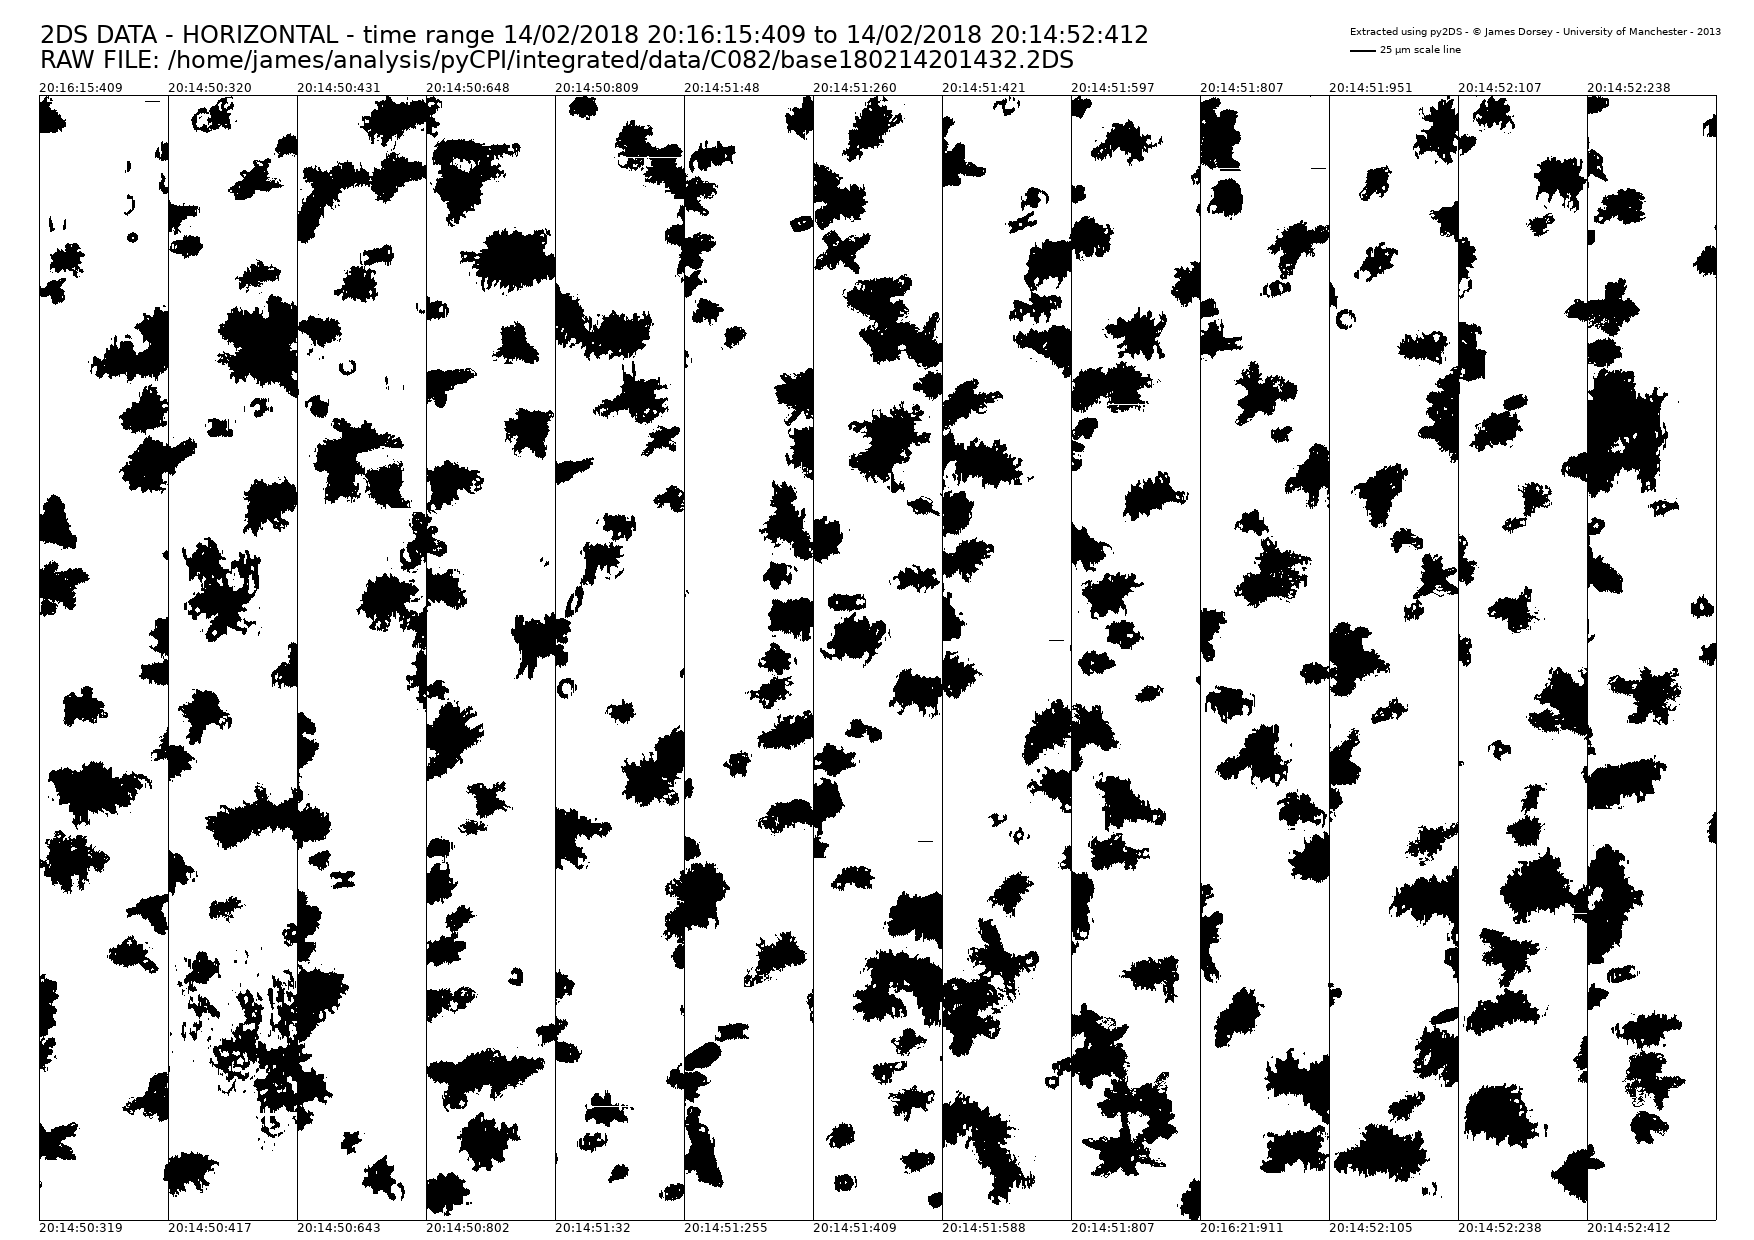 2DS DATA - HORIZONTAL - time range 14/02/2018 20:16:15:409 to 14/02/2018 20:14:52:412
RAW FILE: /home/james/analysis/pyCPI/integrated/data/C082/base180214201432.2DS
Extracted using py2DS - © James Dorsey - University of Manchester - 2013
25 µm scale line
20:16:15:409 20:14:50:320 20:14:50:431 20:14:50:648 20:14:50:809 20:14:51:48 20:14:51:260 20:14:51:421 20:14:51:597 20:14:51:807 20:14:51:951 20:14:52:107 20:14:52:238
20:14:50:319 20:14:50:417 20:14:50:643 20:14:50:802 20:14:51:32 20:14:51:255 20:14:51:409 20:14:51:588 20:14:51:807 20:16:21:911 20:14:52:105 20:14:52:238 20:14:52:412